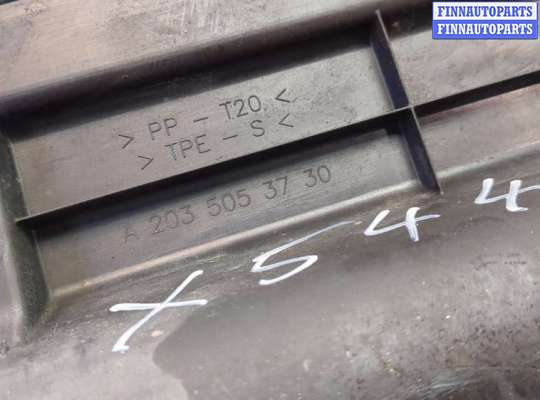 FINNAUTOPARTS
FINNAUTOPARTS
> PP - T20 <
> TPE - S <
A 203 505 37 30
X 5 4 4